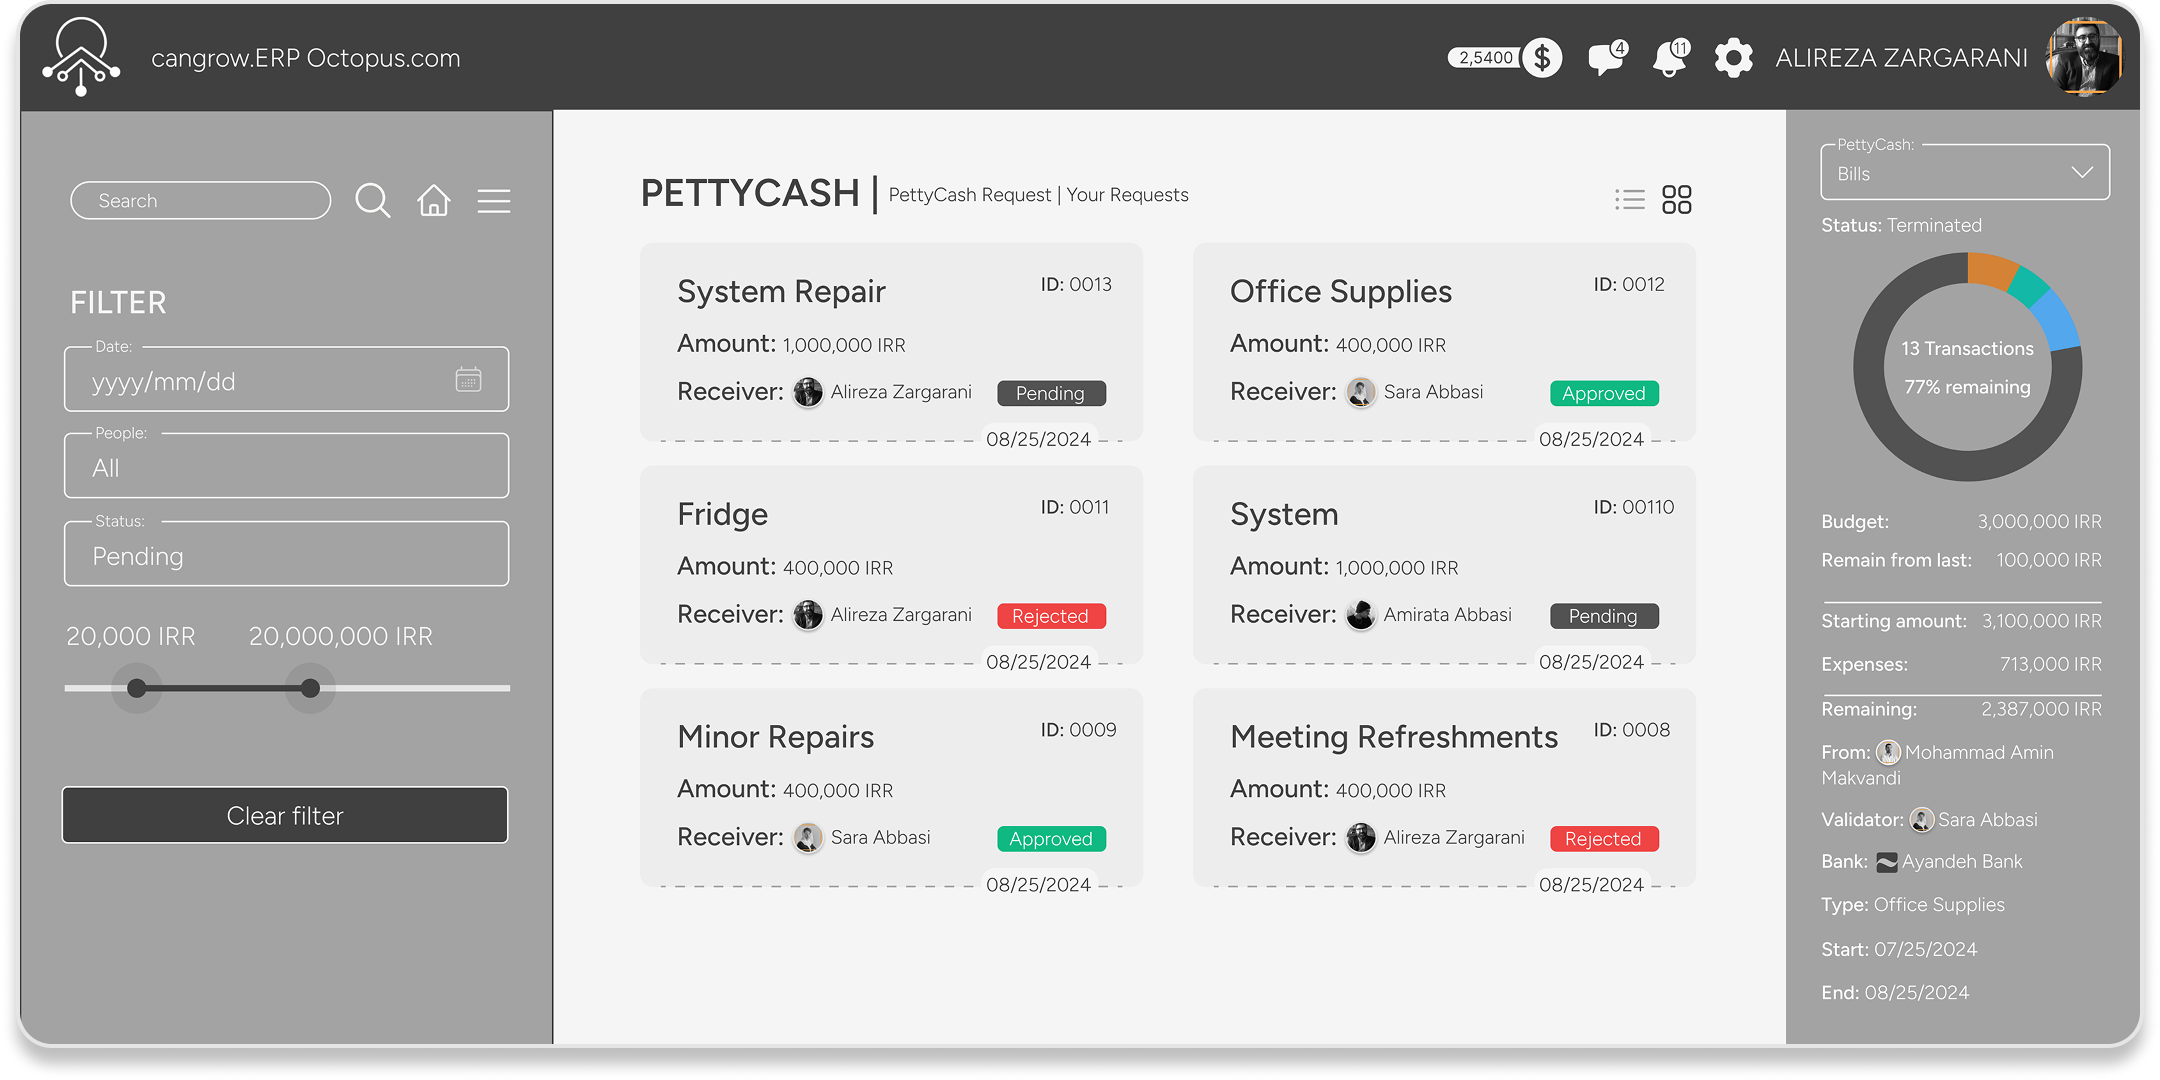 cangrow.ERP Octopus.com
2,5400
$
4
11
ALIREZA ZARGARANI
Search
FILTER
Date:
yyyy/mm/dd
People:
All
Status:
Pending
20,000 IRR 20,000,000 IRR
Clear filter
PETTYCASH | PettyCash Request | Your Requests
System Repair ID: 0013
Amount: 1,000,000 IRR
Receiver: Alireza Zargarani Pending
08/25/2024
Office Supplies ID: 0012
Amount: 400,000 IRR
Receiver: Sara Abbasi Approved
08/25/2024
Fridge ID: 0011
Amount: 400,000 IRR
Receiver: Alireza Zargarani Rejected
08/25/2024
System ID: 00110
Amount: 1,000,000 IRR
Receiver: Amirata Abbasi Pending
08/25/2024
Minor Repairs ID: 0009
Amount: 400,000 IRR
Receiver: Sara Abbasi Approved
08/25/2024
Meeting Refreshments ID: 0008
Amount: 400,000 IRR
Receiver: Alireza Zargarani Rejected
08/25/2024
PettyCash:
Bills
Status: Terminated
13 Transactions
77% remaining
Budget: 3,000,000 IRR
Remain from last: 100,000 IRR
Starting amount: 3,100,000 IRR
Expenses: 713,000 IRR
Remaining: 2,387,000 IRR
From: Mohammad Amin
Makvandi
Validator: Sara Abbasi
Bank: Ayandeh Bank
Type: Office Supplies
Start: 07/25/2024
End: 08/25/2024